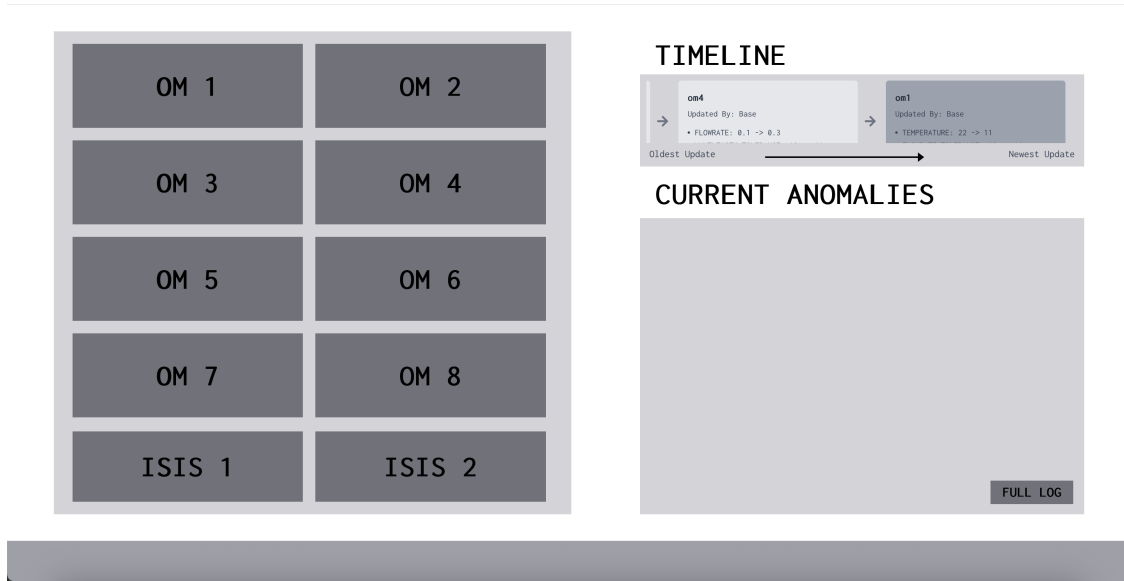 OM 1
OM 2
OM 3
OM 4
OM 5
OM 6
OM 7
OM 8
ISIS 1
ISIS 2
TIMELINE
om4
Updated By: Base
• FLOWRATE: 0.1 -> 0.3
om1
Updated By: Base
• TEMPERATURE: 22 -> 11
Oldest Update
Newest Update
CURRENT ANOMALIES
FULL LOG